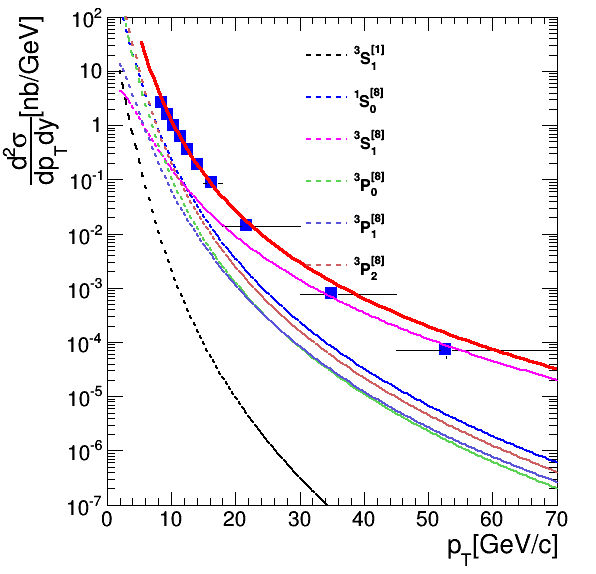 d²σ
dp_T dy [nb/GeV]
10²
10
1
10⁻¹
10⁻²
10⁻³
10⁻⁴
10⁻⁵
10⁻⁶
10⁻⁷
³S₁^[1]
¹S₀^[8]
³S₁^[8]
³P₀^[8]
³P₁^[8]
³P₂^[8]
0 10 20 30 40 50 60 70
p_T[GeV/c]